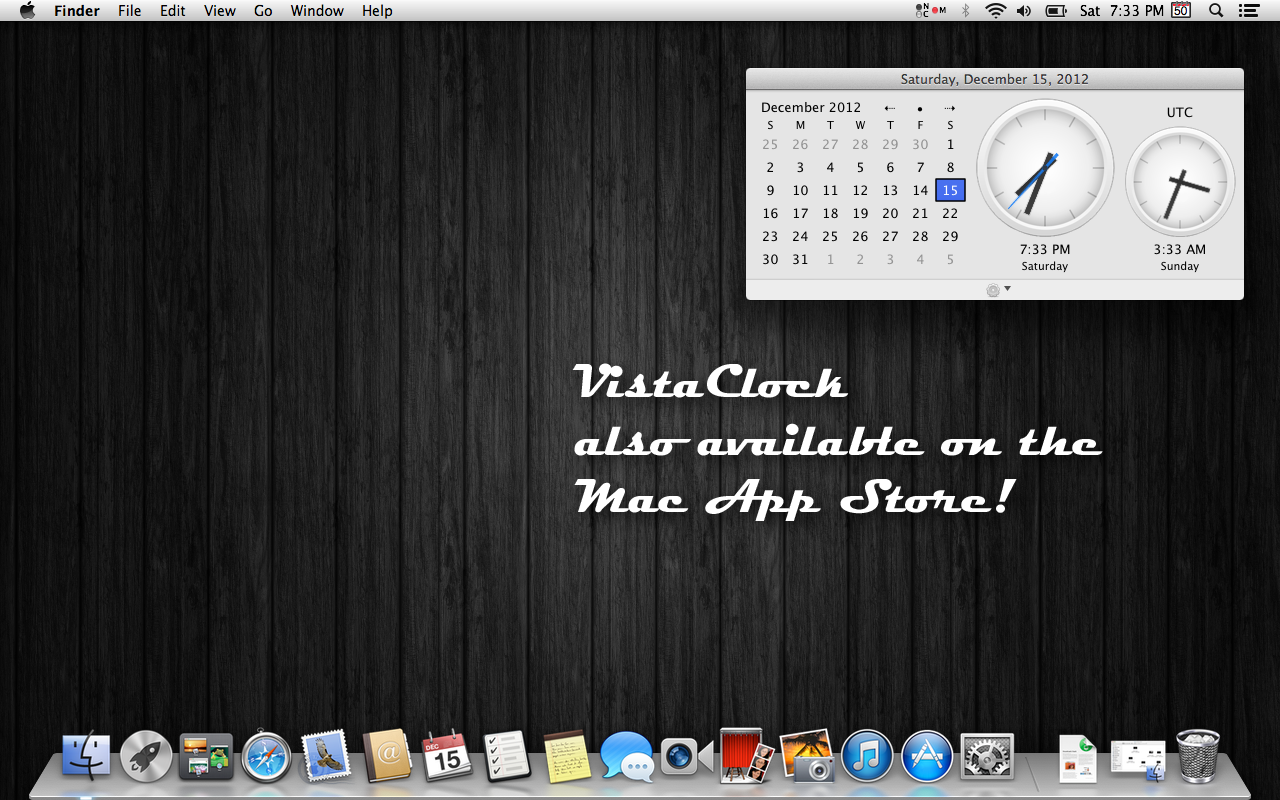 Finder File Edit View Go Window Help N C M Sat 7:33 PM 50
Saturday, December 15, 2012
December 2012
S M T W T F S
25 26 27 28 29 30 1
2 3 4 5 6 7 8
9 10 11 12 13 14 15
16 17 18 19 20 21 22
23 24 25 26 27 28 29
30 31 1 2 3 4 5
7:33 PM
Saturday
UTC
3:33 AM
Sunday
VistaClock
also available on the
Mac App Store!
DEC
15